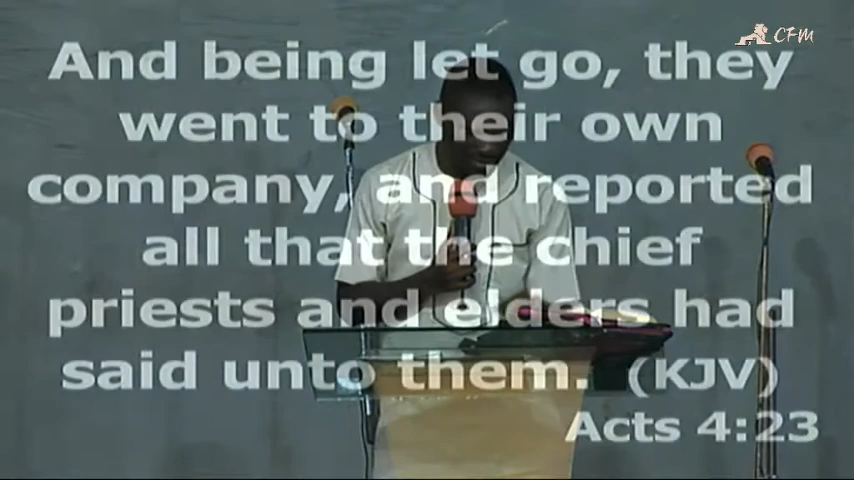 CFM
And being let go, they
went to their own
company, and reported
all that the chief
priests and elders had
said unto them. (KJV)
Acts 4:23